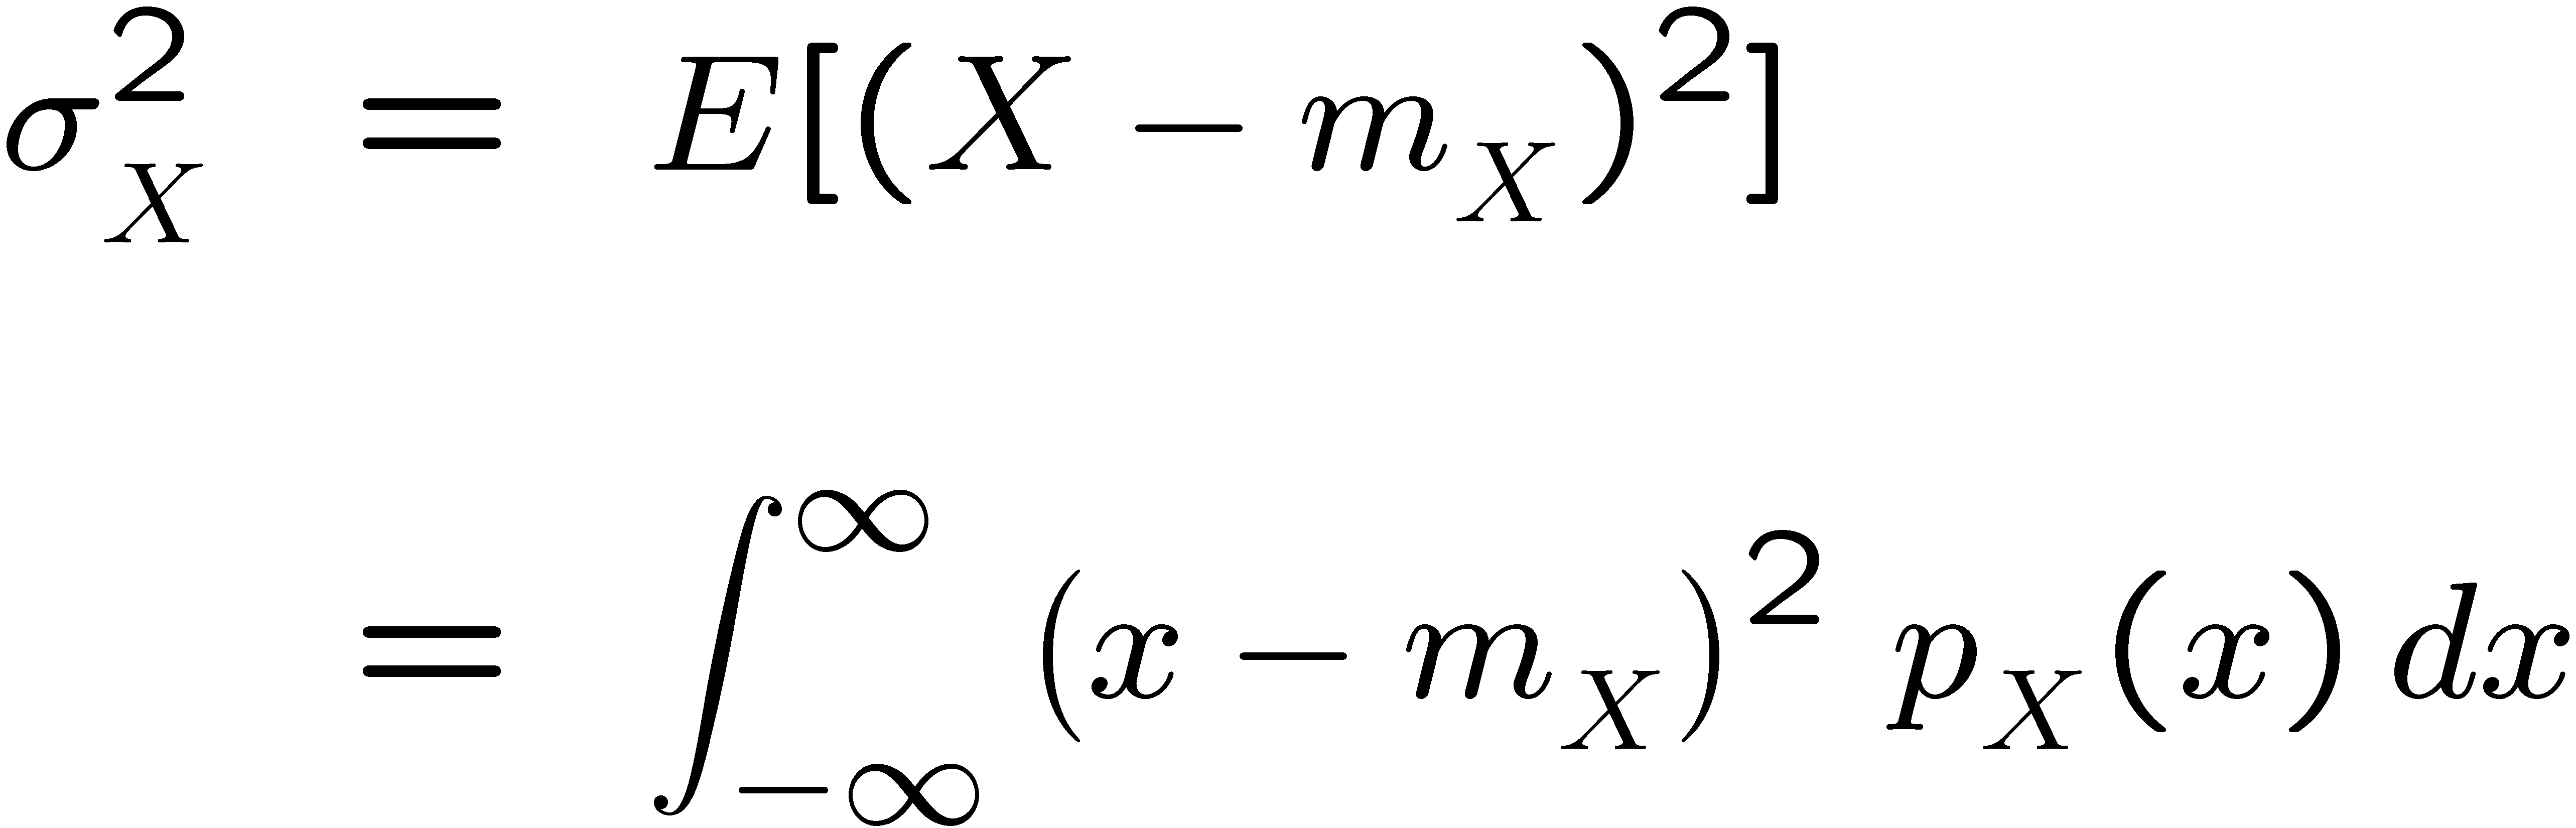 σ_X^2 = E[(X − m_X)^2]
= ∫_{−∞}^{∞} (x − m_X)^2 p_X(x) dx